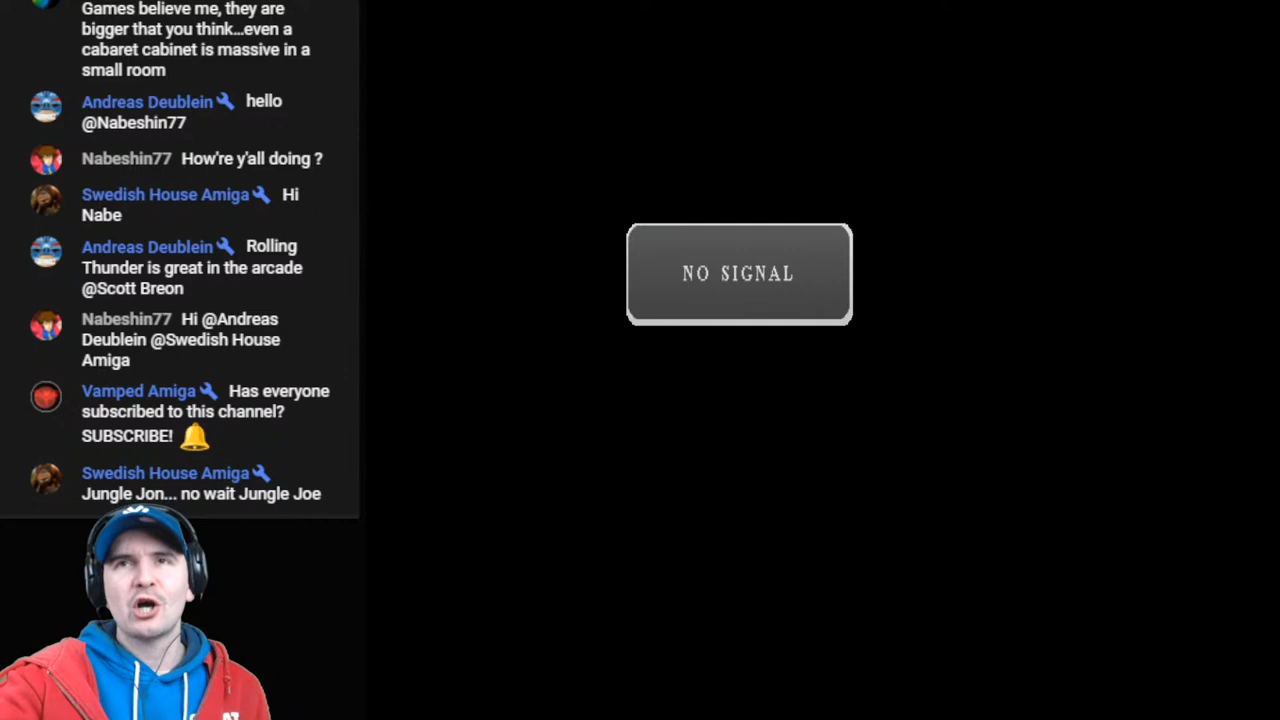 Games believe me, they are
bigger that you think...even a
cabaret cabinet is massive in a
small room
Andreas Deublein hello
@Nabeshin77
Nabeshin77 How're y'all doing ?
Swedish House Amiga Hi
Nabe
Andreas Deublein Rolling
Thunder is great in the arcade
@Scott Breon
Nabeshin77 Hi @Andreas
Deublein @Swedish House
Amiga
Vamped Amiga Has everyone
subscribed to this channel?
SUBSCRIBE!
Swedish House Amiga
Jungle Jon... no wait Jungle Joe
NO SIGNAL